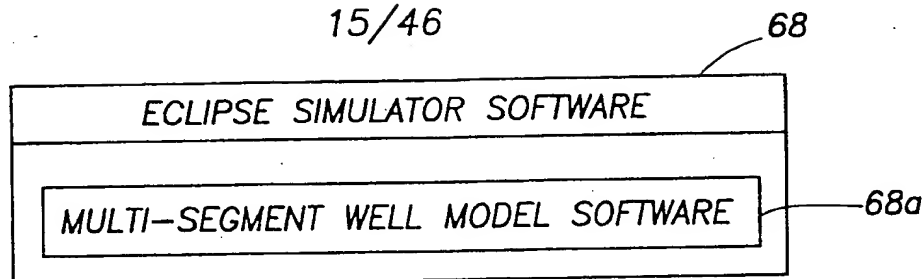 15/46
68
ECLIPSE SIMULATOR SOFTWARE
MULTI-SEGMENT WELL MODEL SOFTWARE
68a